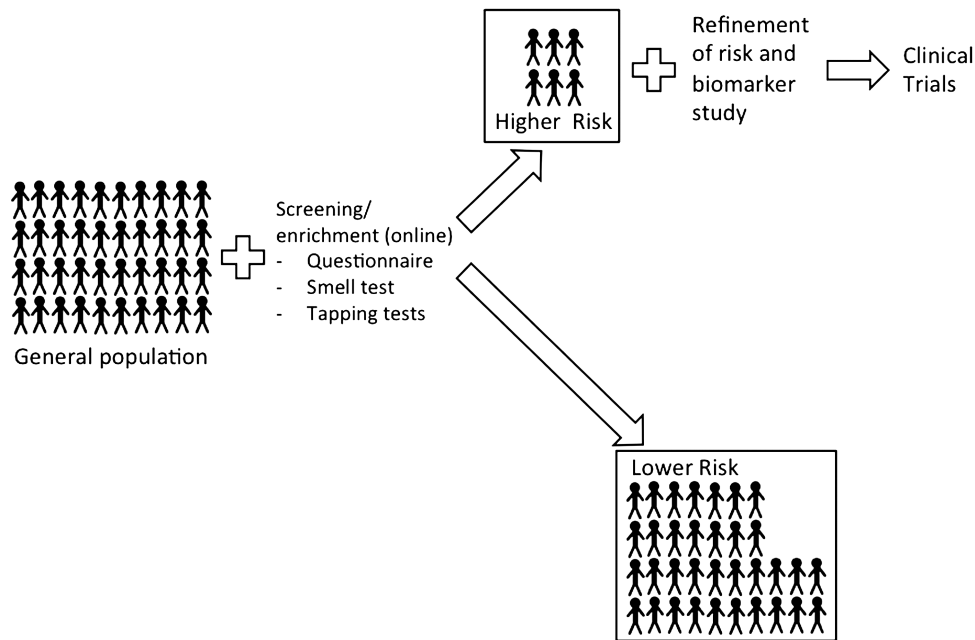 General population
Screening/
enrichment (online)
- Questionnaire
- Smell test
- Tapping tests
Higher Risk
Refinement
of risk and
biomarker
study
Clinical
Trials
Lower Risk